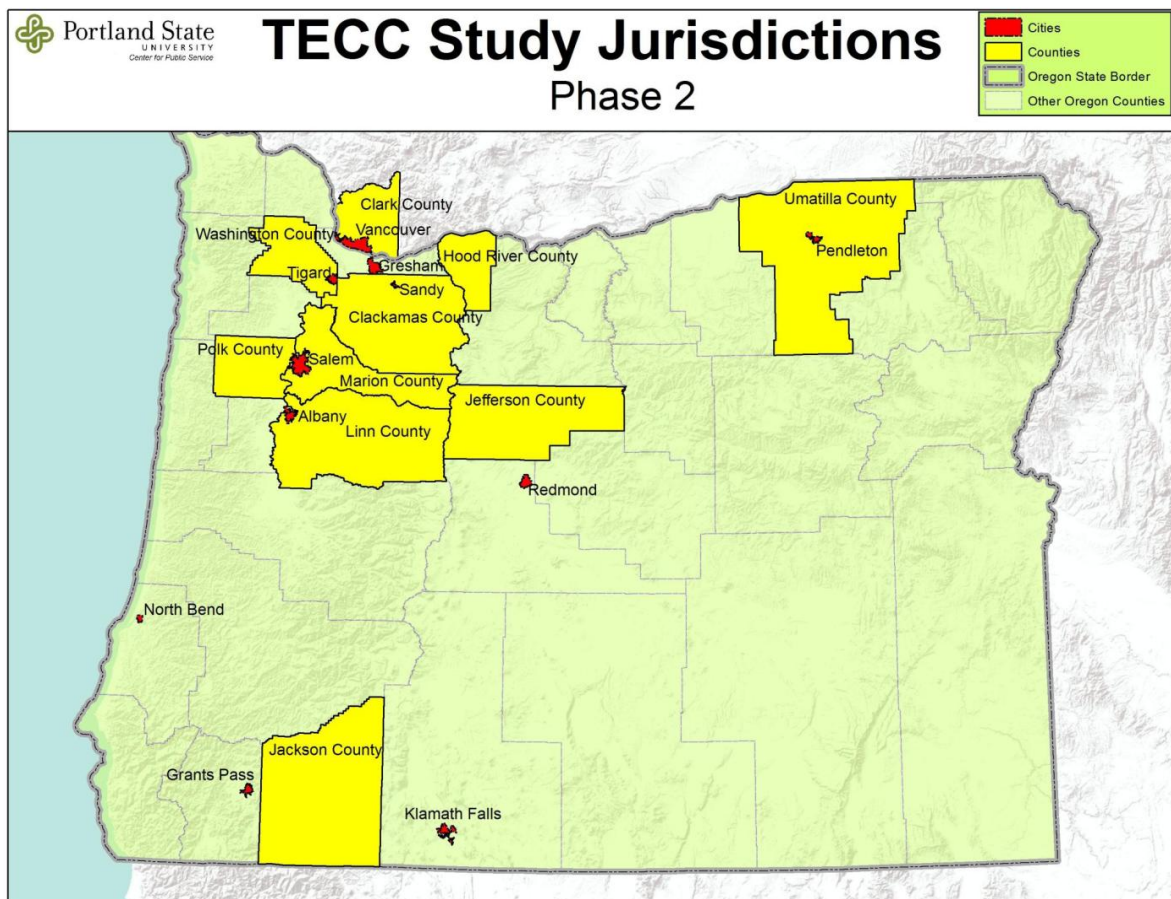 Portland State
UNIVERSITY
Center for Public Service
TECC Study Jurisdictions
Phase 2
Cities
Counties
Oregon State Border
Other Oregon Counties
Clark County
Vancouver
Washington County
Umatilla County
Pendleton
Hood River County
Gresham
Tigard
Sandy
Clackamas County
Polk County
Salem
Marion County
Jefferson County
Albany
Linn County
Redmond
North Bend
Jackson County
Grants Pass
Klamath Falls